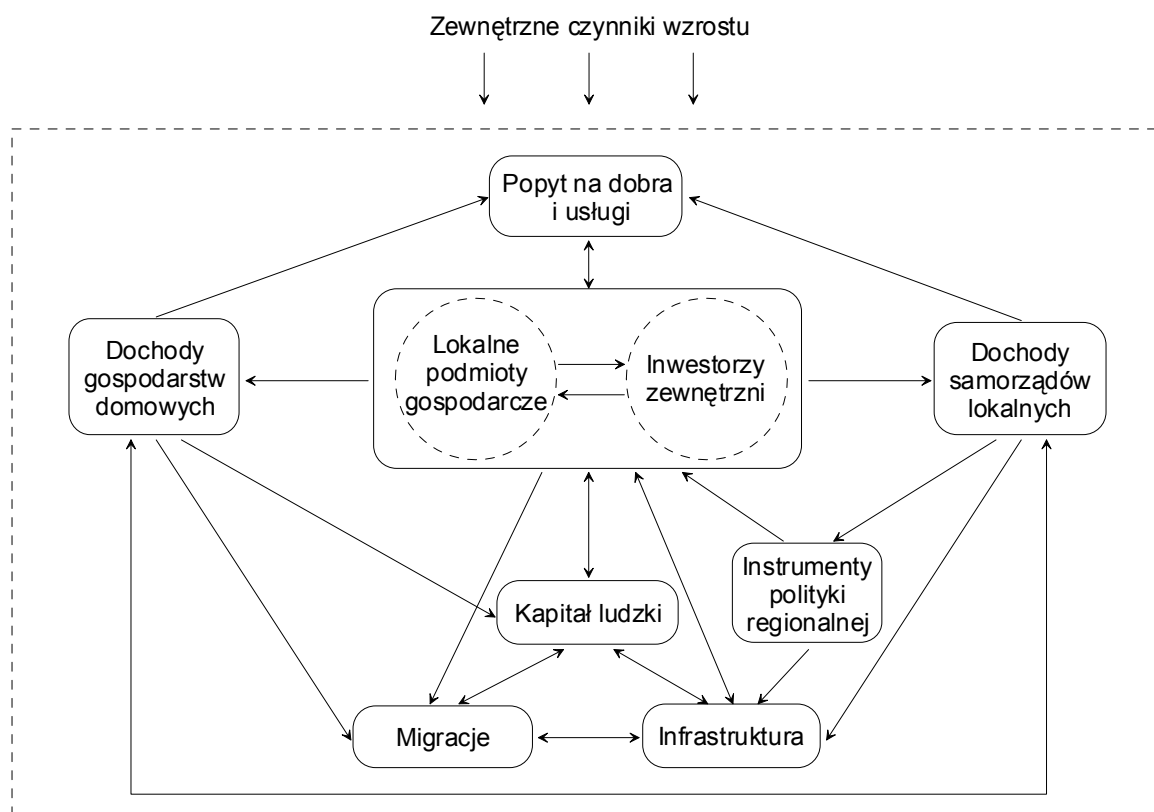 Zewnętrzne czynniki wzrostu
Popyt na dobra
i usługi
Dochody
gospodarstw
domowych
Lokalne
podmioty
gospodarcze
Inwestorzy
zewnętrzni
Dochody
samorządów
lokalnych
Instrumenty
polityki
regionalnej
Kapitał ludzki
Migracje
Infrastruktura